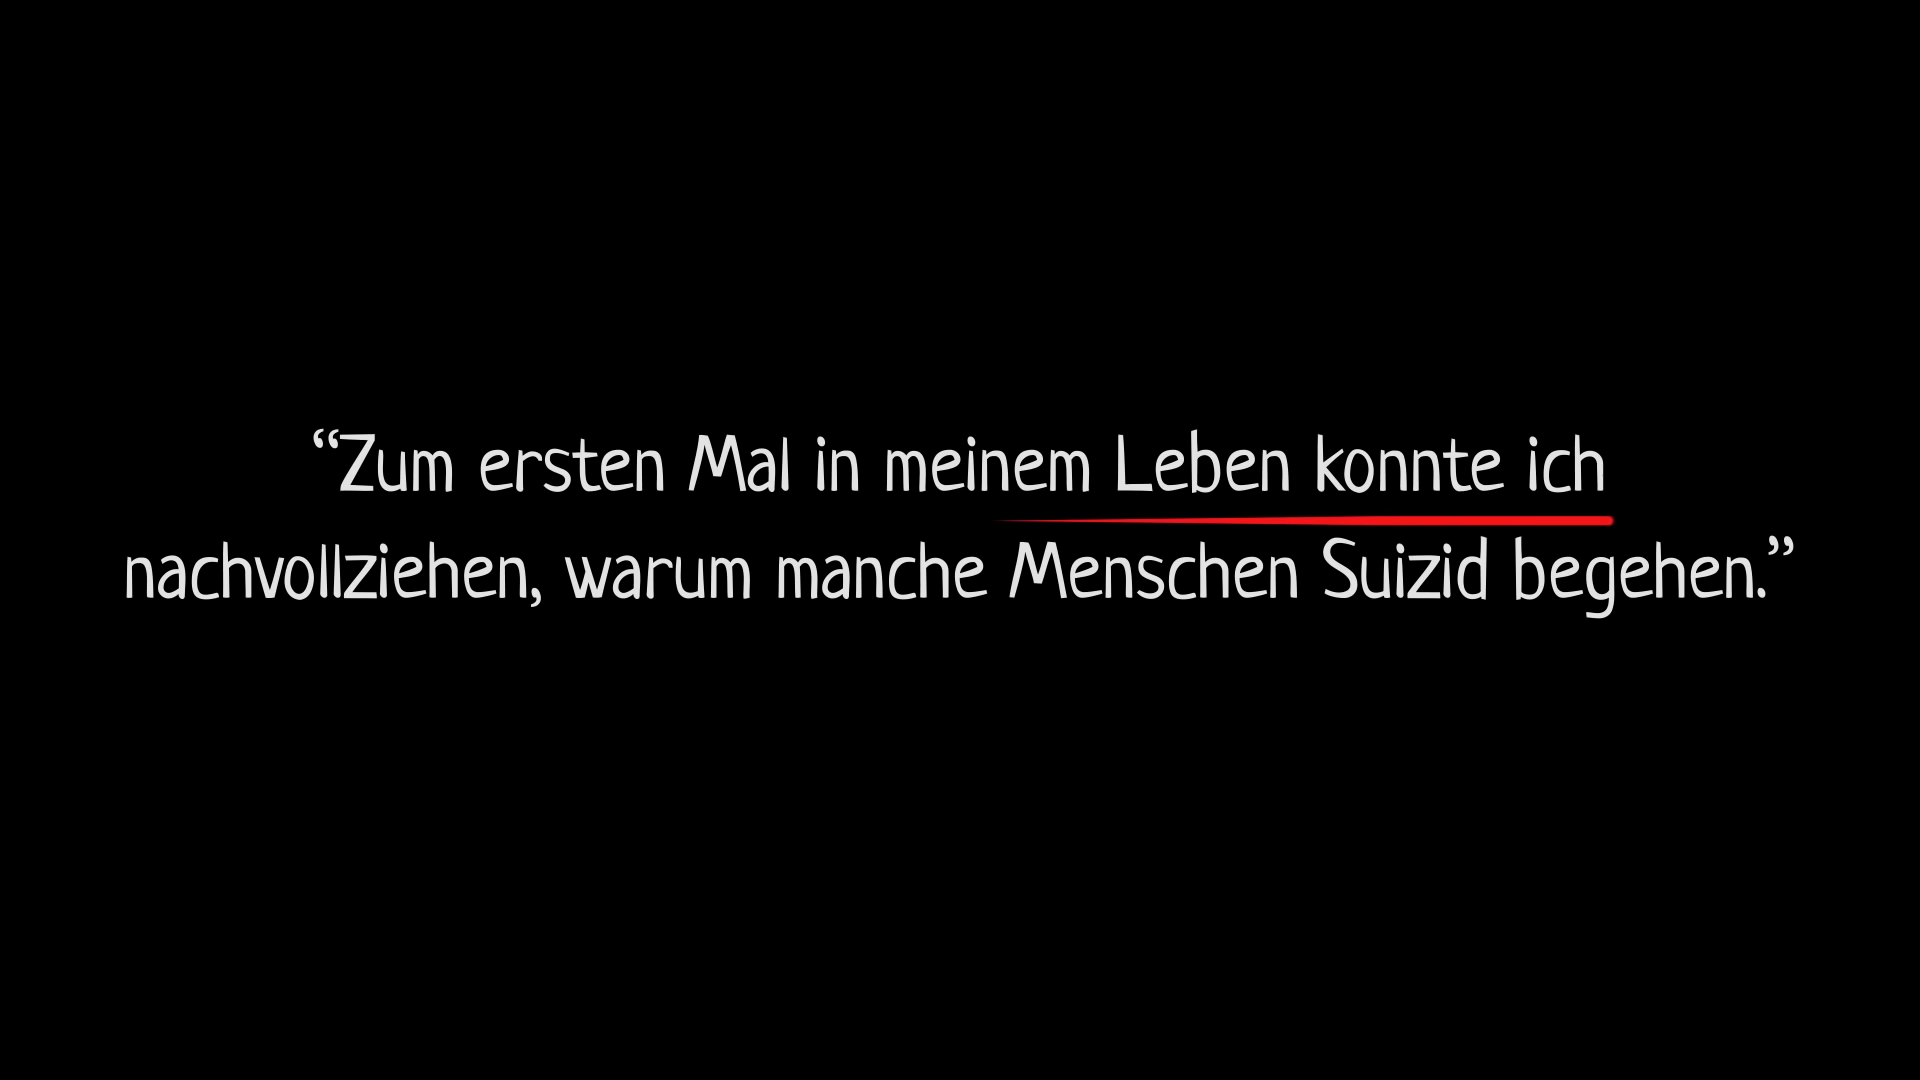 “Zum ersten Mal in meinem Leben konnte ich
nachvollziehen, warum manche Menschen Suizid begehen.”